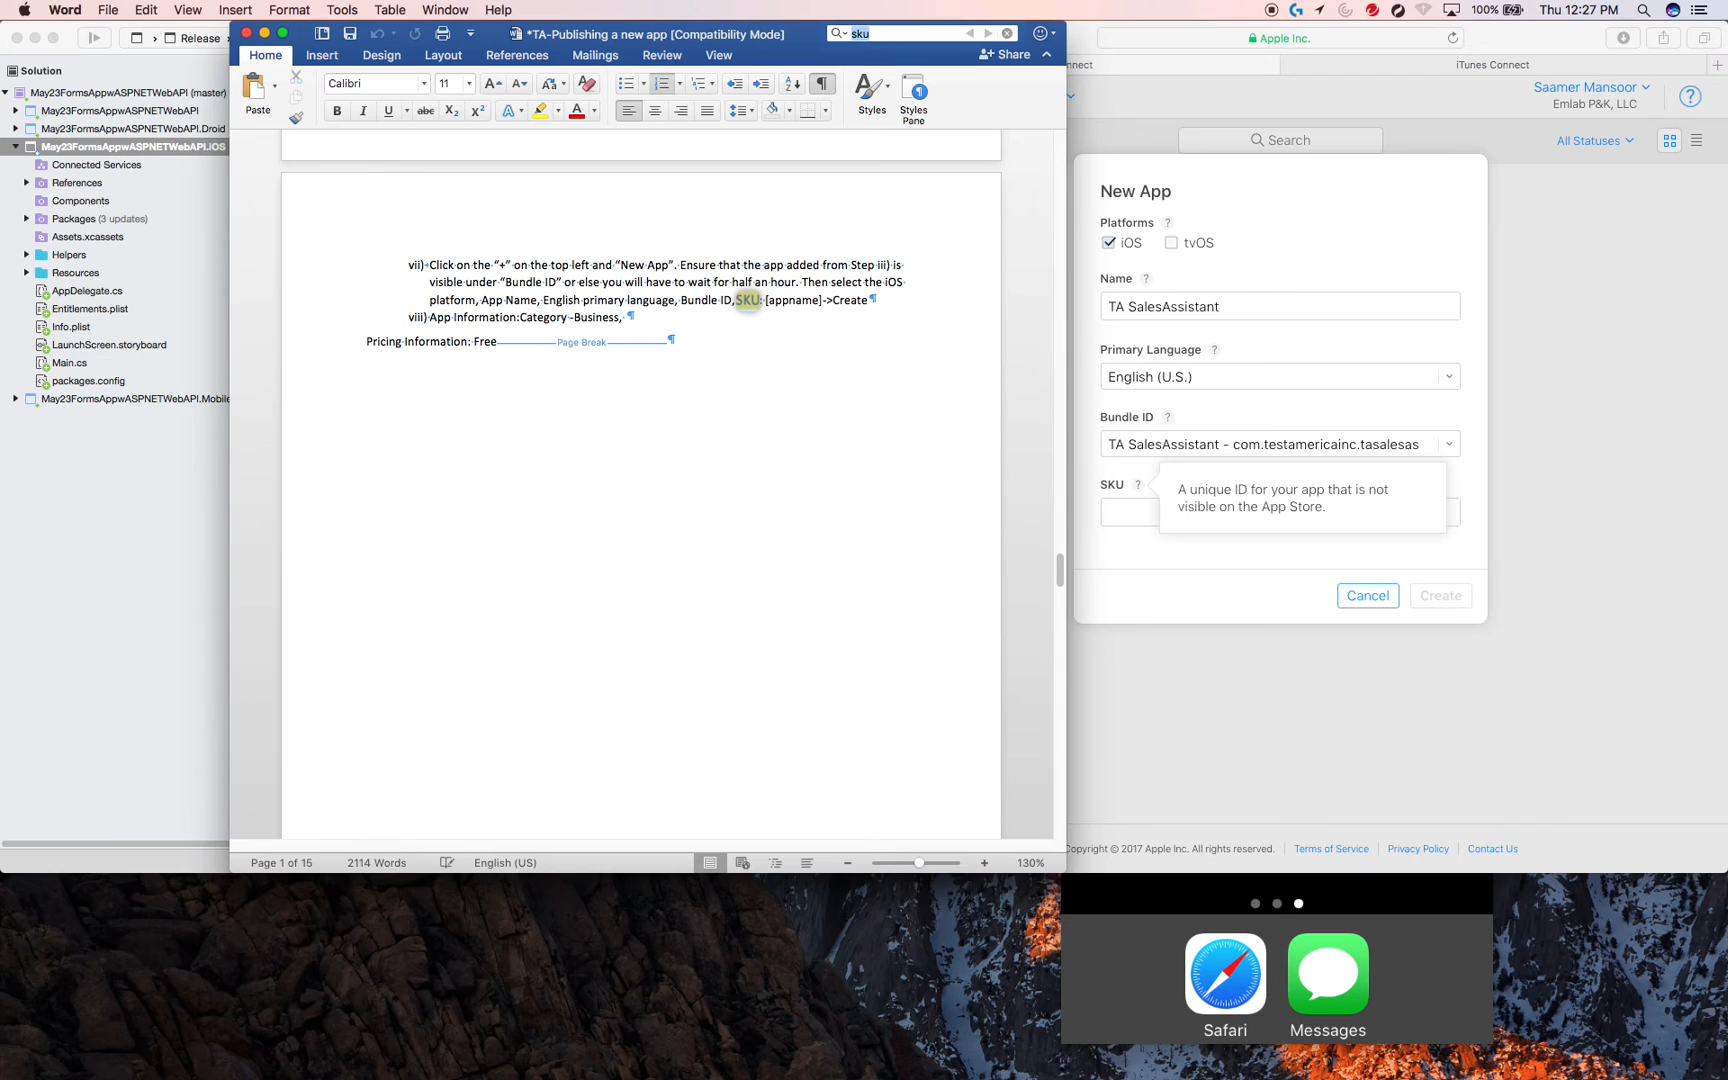 Word File Edit View Insert Format Tools Table Window Help
100% Thu 12:27 PM
Release
*TA-Publishing a new app [Compatibility Mode]
sku
Apple Inc.
Home Insert Design Layout References Mailings Review View
Share
nnect
iTunes Connect
Solution
May23FormsAppwASPNETWebAPI (master)
May23FormsAppwASPNETWebAPI
May23FormsAppwASPNETWebAPI.Droid
May23FormsAppwASPNETWebAPI.iOS
Connected Services
References
Components
Packages (3 updates)
Assets.xcassets
Helpers
Resources
AppDelegate.cs
Entitlements.plist
Info.plist
LaunchScreen.storyboard
Main.cs
packages.config
May23FormsAppwASPNETWebAPI.Mobile
Paste
Calibri
11
Styles
Styles Pane
vii) Click on the “+” on the top left and “New App”. Ensure that the app added from Step iii) is
visible under “Bundle ID” or else you will have to wait for half an hour. Then select the iOS
platform, App Name, English primary language, Bundle ID,SKU: [appname]->Create ¶
viii) App Information:Category -Business, ¶
Pricing Information: Free Page Break ¶
Page 1 of 15 2114 Words English (US) 130%
Saamer Mansoor
Emlab P&K, LLC
?
Search
All Statuses
New App
Platforms ?
iOS tvOS
Name ?
TA SalesAssistant
Primary Language ?
English (U.S.)
Bundle ID ?
TA SalesAssistant - com.testamericainc.tasalesas
SKU ?
A unique ID for your app that is not
visible on the App Store.
Cancel Create
opyright © 2017 Apple Inc. All rights reserved. Terms of Service Privacy Policy Contact Us
Safari Messages